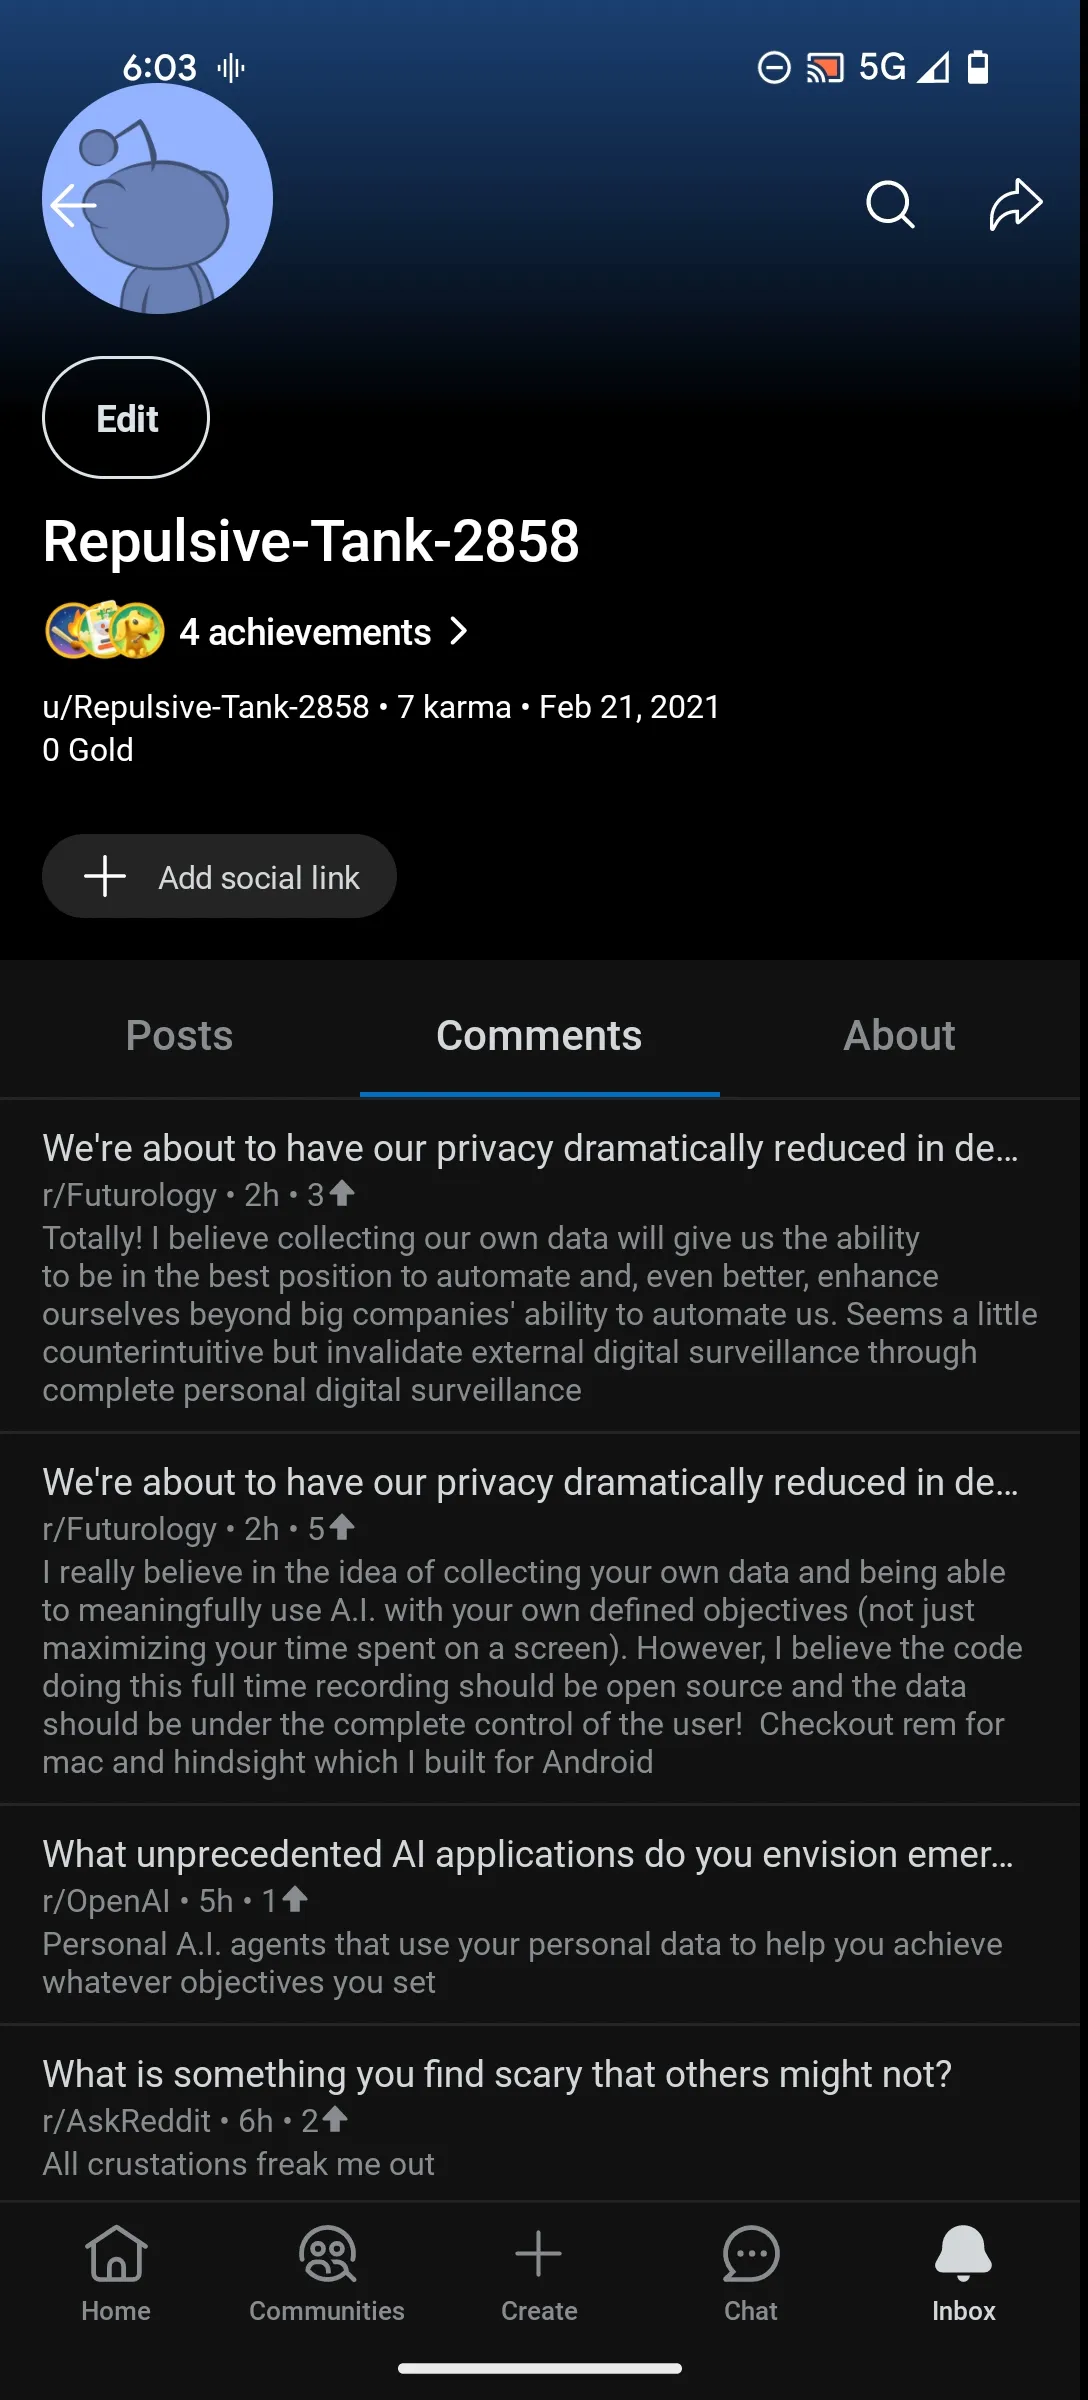 6:03
5G
Edit
Repulsive-Tank-2858
4 achievements
u/Repulsive-Tank-2858 • 7 karma • Feb 21, 2021
0 Gold
Add social link
Posts
Comments
About
We're about to have our privacy dramatically reduced in de...
r/Futurology • 2h • 3
Totally! I believe collecting our own data will give us the ability
to be in the best position to automate and, even better, enhance
ourselves beyond big companies' ability to automate us. Seems a little
counterintuitive but invalidate external digital surveillance through
complete personal digital surveillance
We're about to have our privacy dramatically reduced in de...
r/Futurology • 2h • 5
I really believe in the idea of collecting your own data and being able
to meaningfully use A.I. with your own defined objectives (not just
maximizing your time spent on a screen). However, I believe the code
doing this full time recording should be open source and the data
should be under the complete control of the user!  Checkout rem for
mac and hindsight which I built for Android
What unprecedented AI applications do you envision emer...
r/OpenAI • 5h • 1
Personal A.I. agents that use your personal data to help you achieve
whatever objectives you set
What is something you find scary that others might not?
r/AskReddit • 6h • 2
All crustations freak me out
Home
Communities
Create
Chat
Inbox